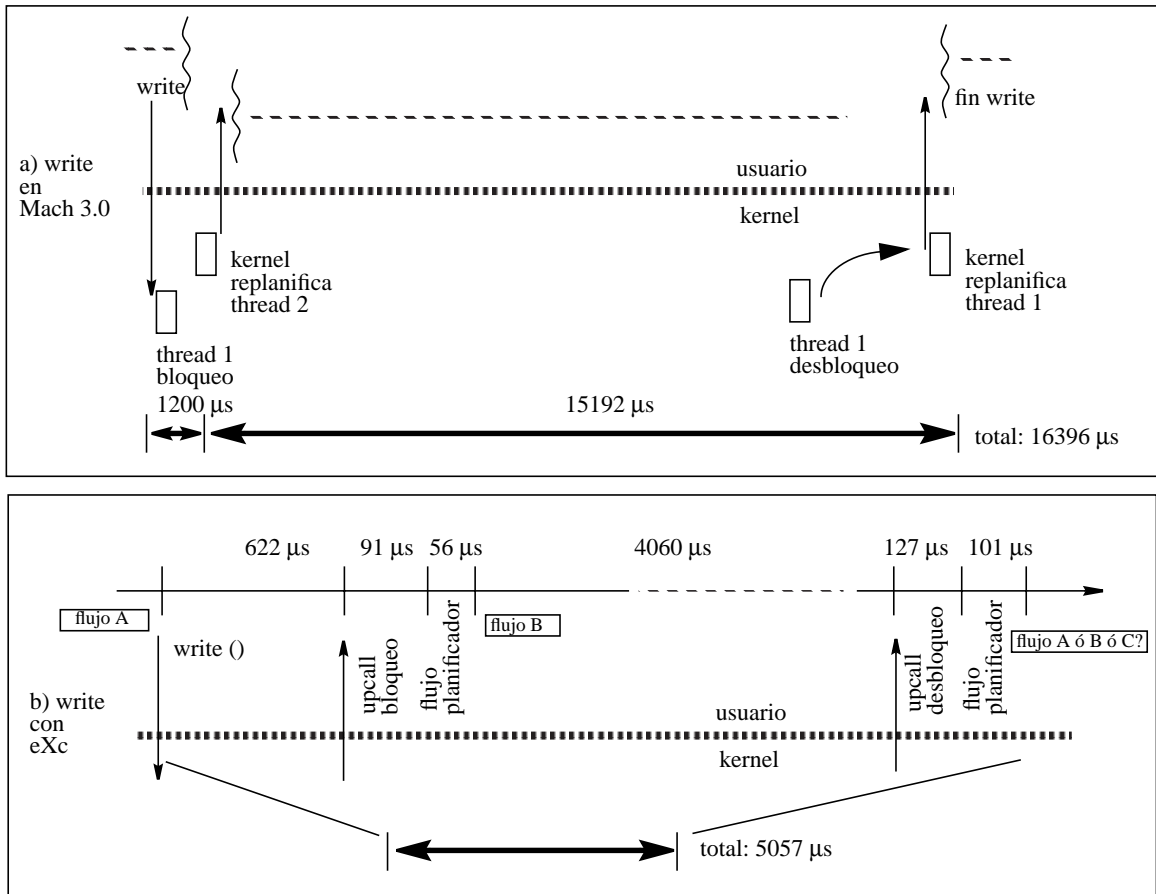 write
fin write
a) write
en
Mach 3.0
usuario
kernel
kernel
replanifica
thread 2
kernel
replanifica
thread 1
thread 1
bloqueo
thread 1
desbloqueo
1200 μs
15192 μs
total: 16396 μs
622 μs
91 μs
56 μs
4060 μs
127 μs
101 μs
flujo A
flujo B
flujo A ó B ó C?
write ()
upcall
bloqueo
flujo
planificador
upcall
desbloqueo
flujo
planificador
b) write
con
eXc
usuario
kernel
total: 5057 μs